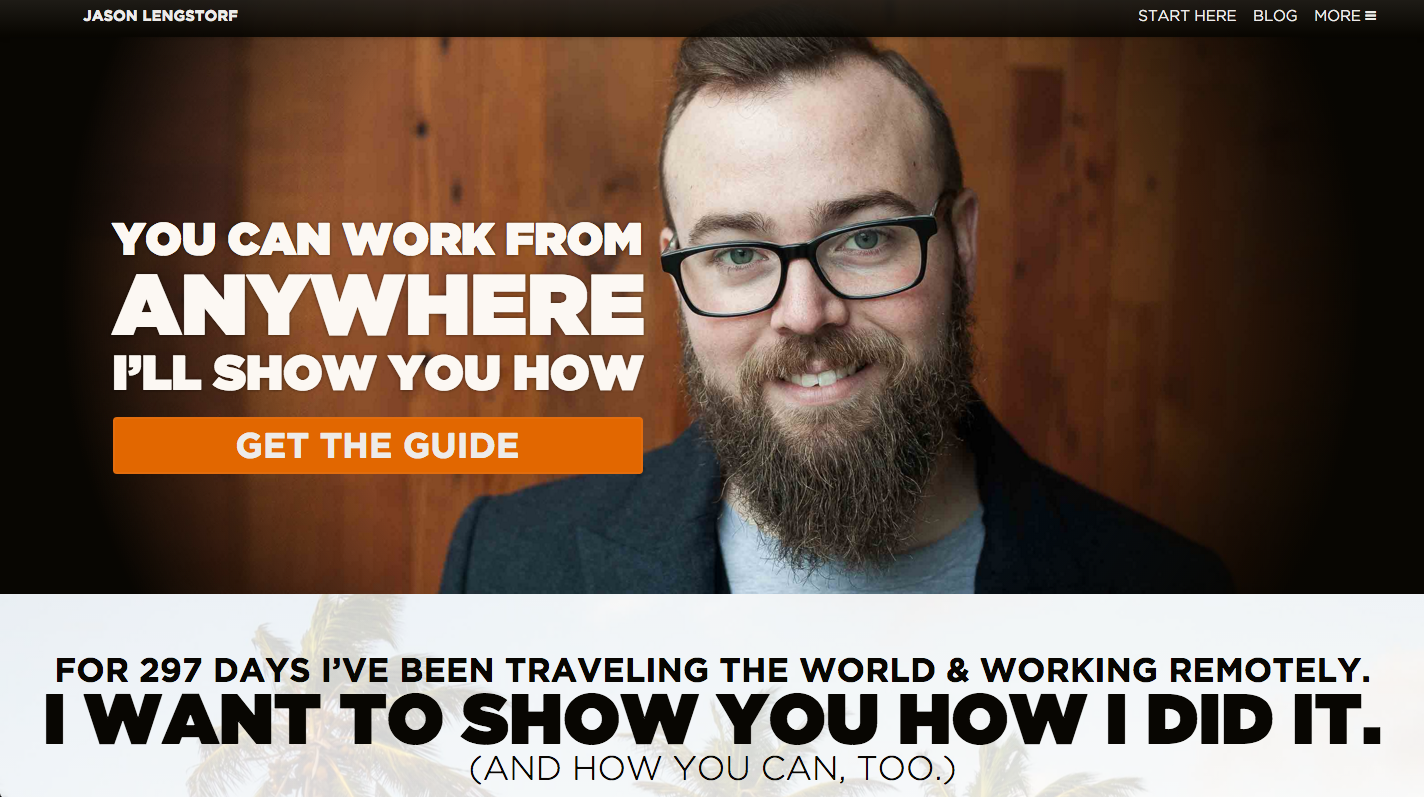 JASON LENGSTORF
START HERE BLOG MORE
YOU CAN WORK FROM
ANYWHERE
I'LL SHOW YOU HOW
GET THE GUIDE
FOR 297 DAYS I'VE BEEN TRAVELING THE WORLD & WORKING REMOTELY.
I WANT TO SHOW YOU HOW I DID IT.
(AND HOW YOU CAN, TOO.)